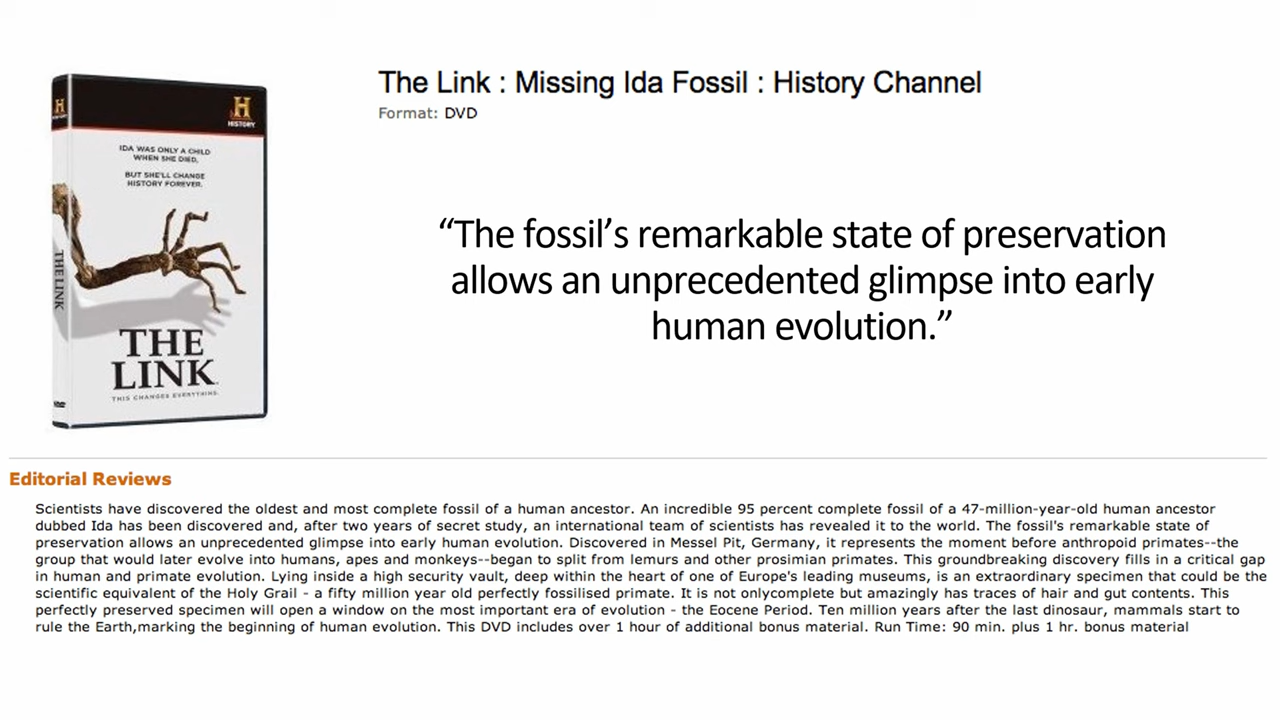 The Link : Missing Ida Fossil : History Channel
Format: DVD
H
HISTORY
IDA WAS ONLY A CHILD
WHEN SHE DIED,
BUT SHE'LL CHANGE
HISTORY FOREVER.
THE LINK
THE
LINK
THIS CHANGES EVERYTHING.
“The fossil’s remarkable state of preservation
allows an unprecedented glimpse into early
human evolution.”
Editorial Reviews
Scientists have discovered the oldest and most complete fossil of a human ancestor. An incredible 95 percent complete fossil of a 47-million-year-old human ancestor
dubbed Ida has been discovered and, after two years of secret study, an international team of scientists has revealed it to the world. The fossil's remarkable state of
preservation allows an unprecedented glimpse into early human evolution. Discovered in Messel Pit, Germany, it represents the moment before anthropoid primates--the
group that would later evolve into humans, apes and monkeys--began to split from lemurs and other prosimian primates. This groundbreaking discovery fills in a critical gap
in human and primate evolution. Lying inside a high security vault, deep within the heart of one of Europe's leading museums, is an extraordinary specimen that could be the
scientific equivalent of the Holy Grail - a fifty million year old perfectly fossilised primate. It is not onlycomplete but amazingly has traces of hair and gut contents. This
perfectly preserved specimen will open a window on the most important era of evolution - the Eocene Period. Ten million years after the last dinosaur, mammals start to
rule the Earth,marking the beginning of human evolution. This DVD includes over 1 hour of additional bonus material. Run Time: 90 min. plus 1 hr. bonus material